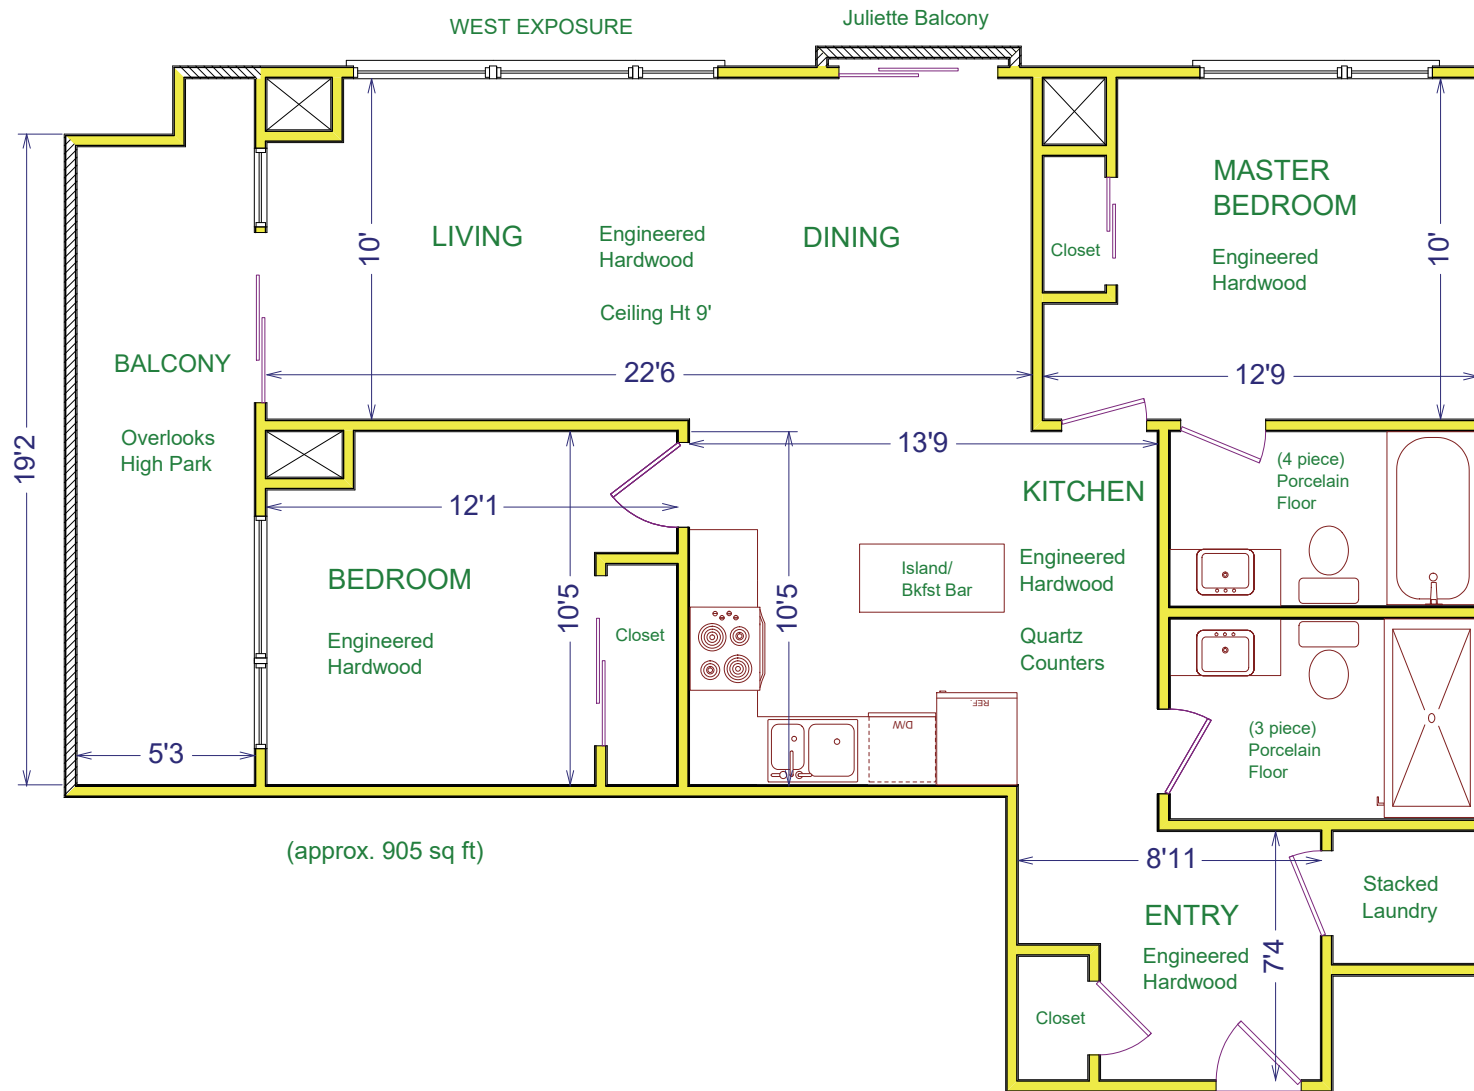 WEST EXPOSURE
Juliette Balcony
LIVING
Engineered
Hardwood
Ceiling Ht 9'
DINING
10'
22'6
MASTER
BEDROOM
Engineered
Hardwood
Closet
10'
12'9
BALCONY
Overlooks
High Park
19'2
5'3
12'1
BEDROOM
Engineered
Hardwood
10'5
Closet
13'9
KITCHEN
Engineered
Hardwood
Quartz
Counters
10'5
Island/
Bkfst Bar
REF.
D/W
(4 piece)
Porcelain
Floor
(3 piece)
Porcelain
Floor
(approx. 905 sq ft)
8'11
ENTRY
Engineered
Hardwood
7'4
Stacked
Laundry
Closet